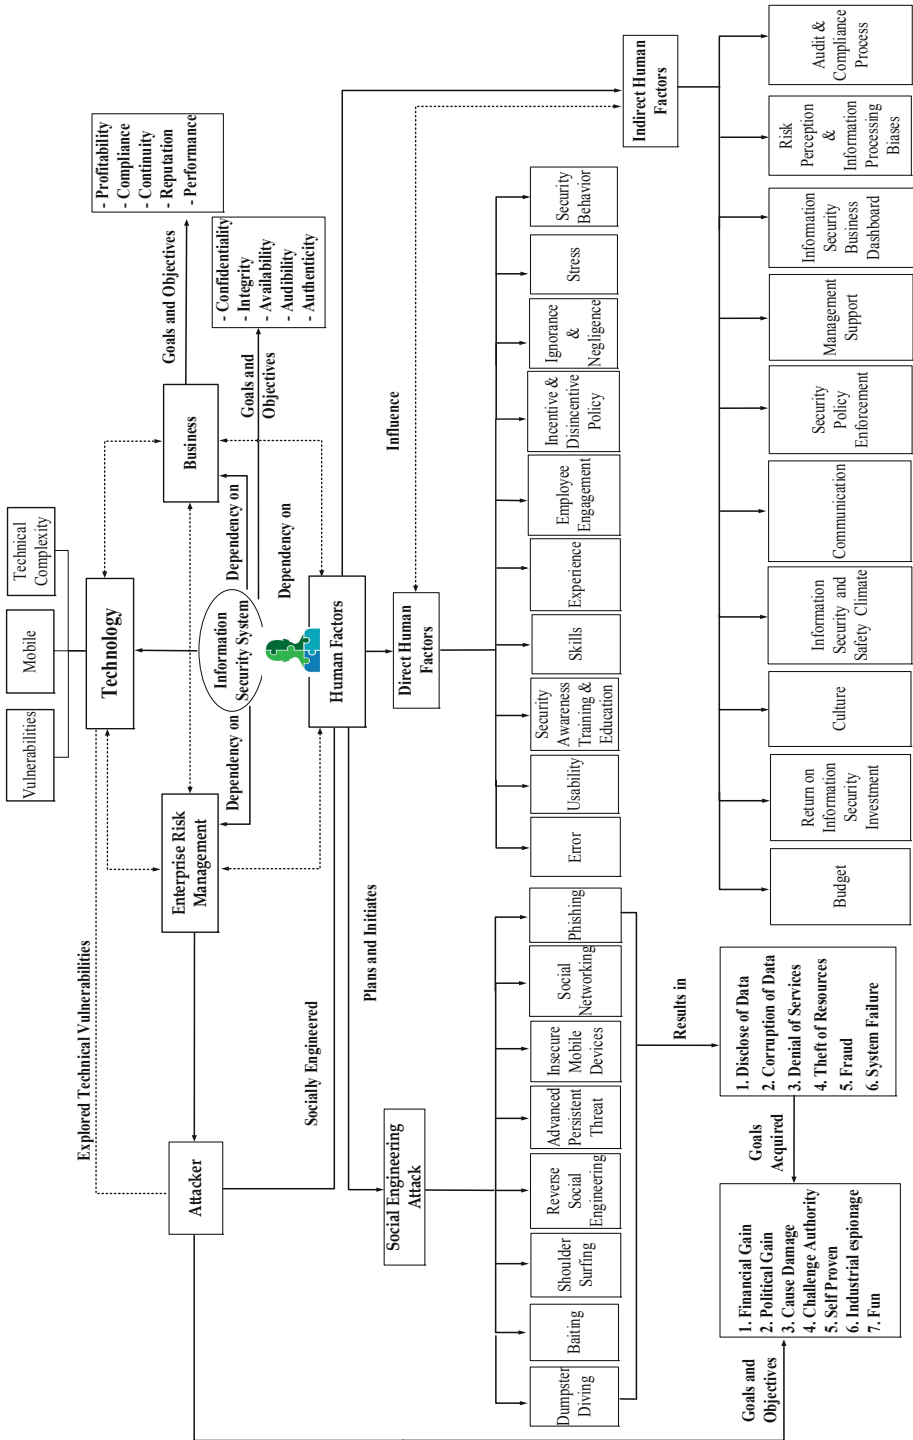 Vulnerabilities
Mobile
Technical
Complexity
Technology
Explored Technical Vulnerabilities
Attacker
Enterprise Risk
Management
Information
Security System
Business
Dependency on
Dependency on
Dependency on
Goals and Objectives
- Profitability
- Compliance
- Continuity
- Reputation
- Performance
Goals and
Objectives
- Confidentiality
- Integrity
- Availability
- Audibility
- Authenticity
Human Factors
Socially Engineered
Plans and Initiates
Social Engineering
Attack
Direct Human
Factors
Influence
Indirect Human
Factors
Dumpster
Diving
Baiting
Shoulder
Surfing
Reverse
Social
Engineering
Advanced
Persistent
Threat
Insecure
Mobile
Devices
Social
Networking
Phishing
Error
Usability
Security
Awareness
Training &
Education
Skills
Experience
Employee
Engagement
Incentive &
Disincentive
Policy
Ignorance
&
Negligence
Stress
Security
Behavior
Results in
Goals and
Objectives
1. Financial Gain
2. Political Gain
3. Cause Damage
4. Challenge Authority
5. Self Proven
6. Industrial espionage
7. Fun
Goals
Acquired
1. Disclose of Data
2. Corruption of Data
3. Denial of Services
4. Theft of Resources
5. Fraud
6. System Failure
Budget
Return on
Information
Security
Investment
Culture
Information
Security and
Safety Climate
Communication
Security
Policy
Enforcement
Management
Support
Information
Security
Business
Dashboard
Risk
Perception
&
Information
Processing
Biases
Audit &
Compliance
Process